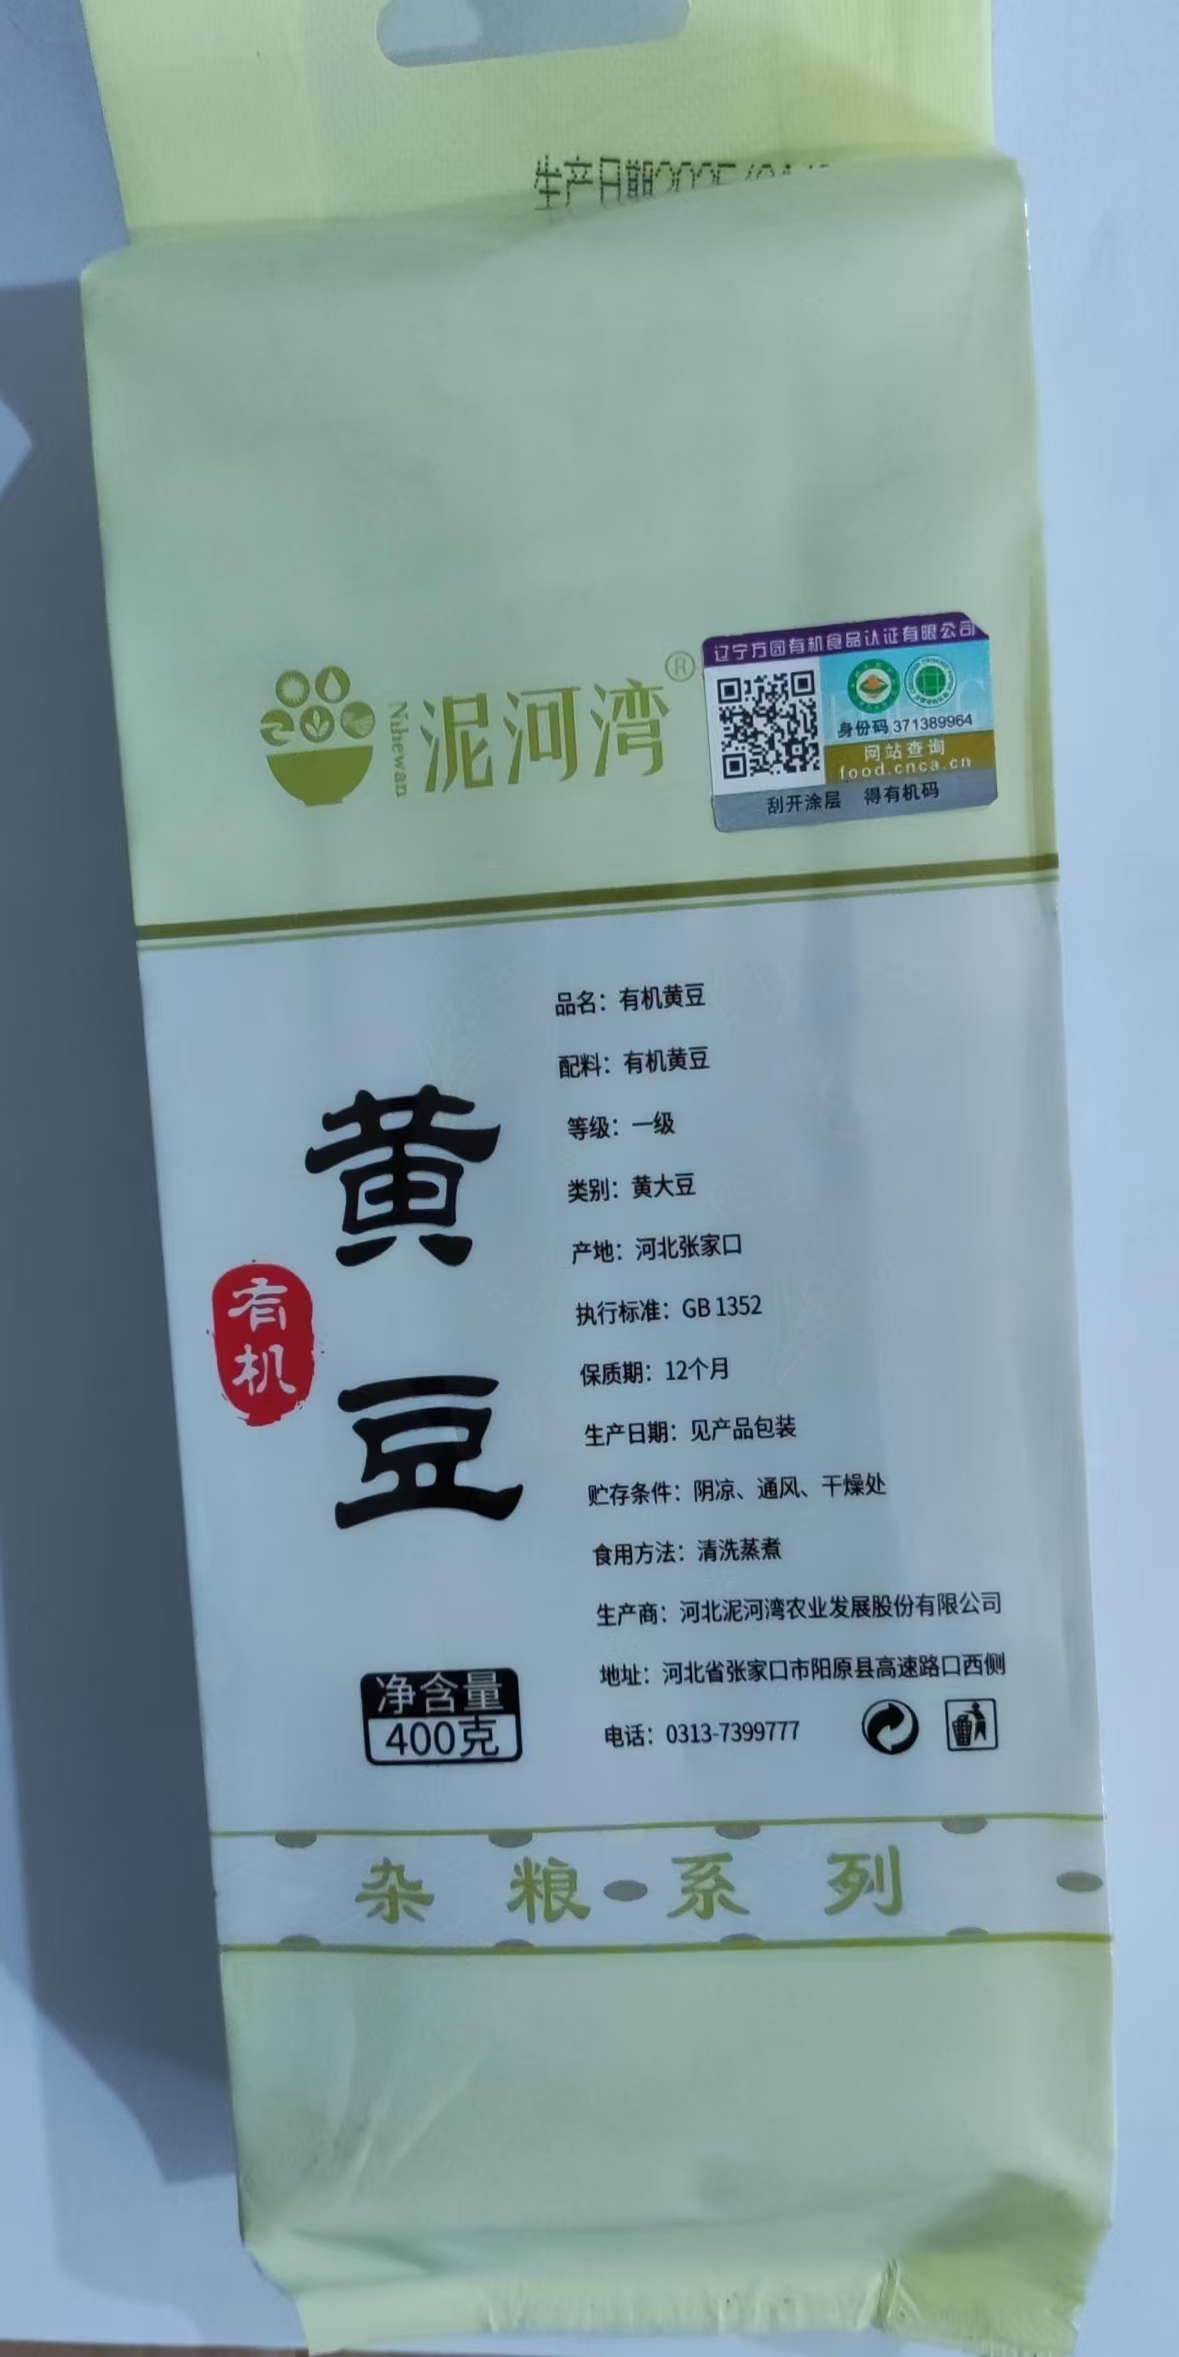 生产日期2025/04
泥河湾®
Nihewan
辽宁方园有机食品认证有限公司
身份码 371389964
网站查询
food.cnca.cn
刮开涂层 得有机码
黄豆
有机
品名：有机黄豆
配料：有机黄豆
等级：一级
类别：黄大豆
产地：河北张家口
执行标准：GB 1352
保质期：12个月
生产日期：见产品包装
贮存条件：阴凉、通风、干燥处
食用方法：清洗蒸煮
生产商：河北泥河湾农业发展股份有限公司
地址：河北省张家口市阳原县高速路口西侧
电话：0313-7399777
净含量
400克
杂粮·系列